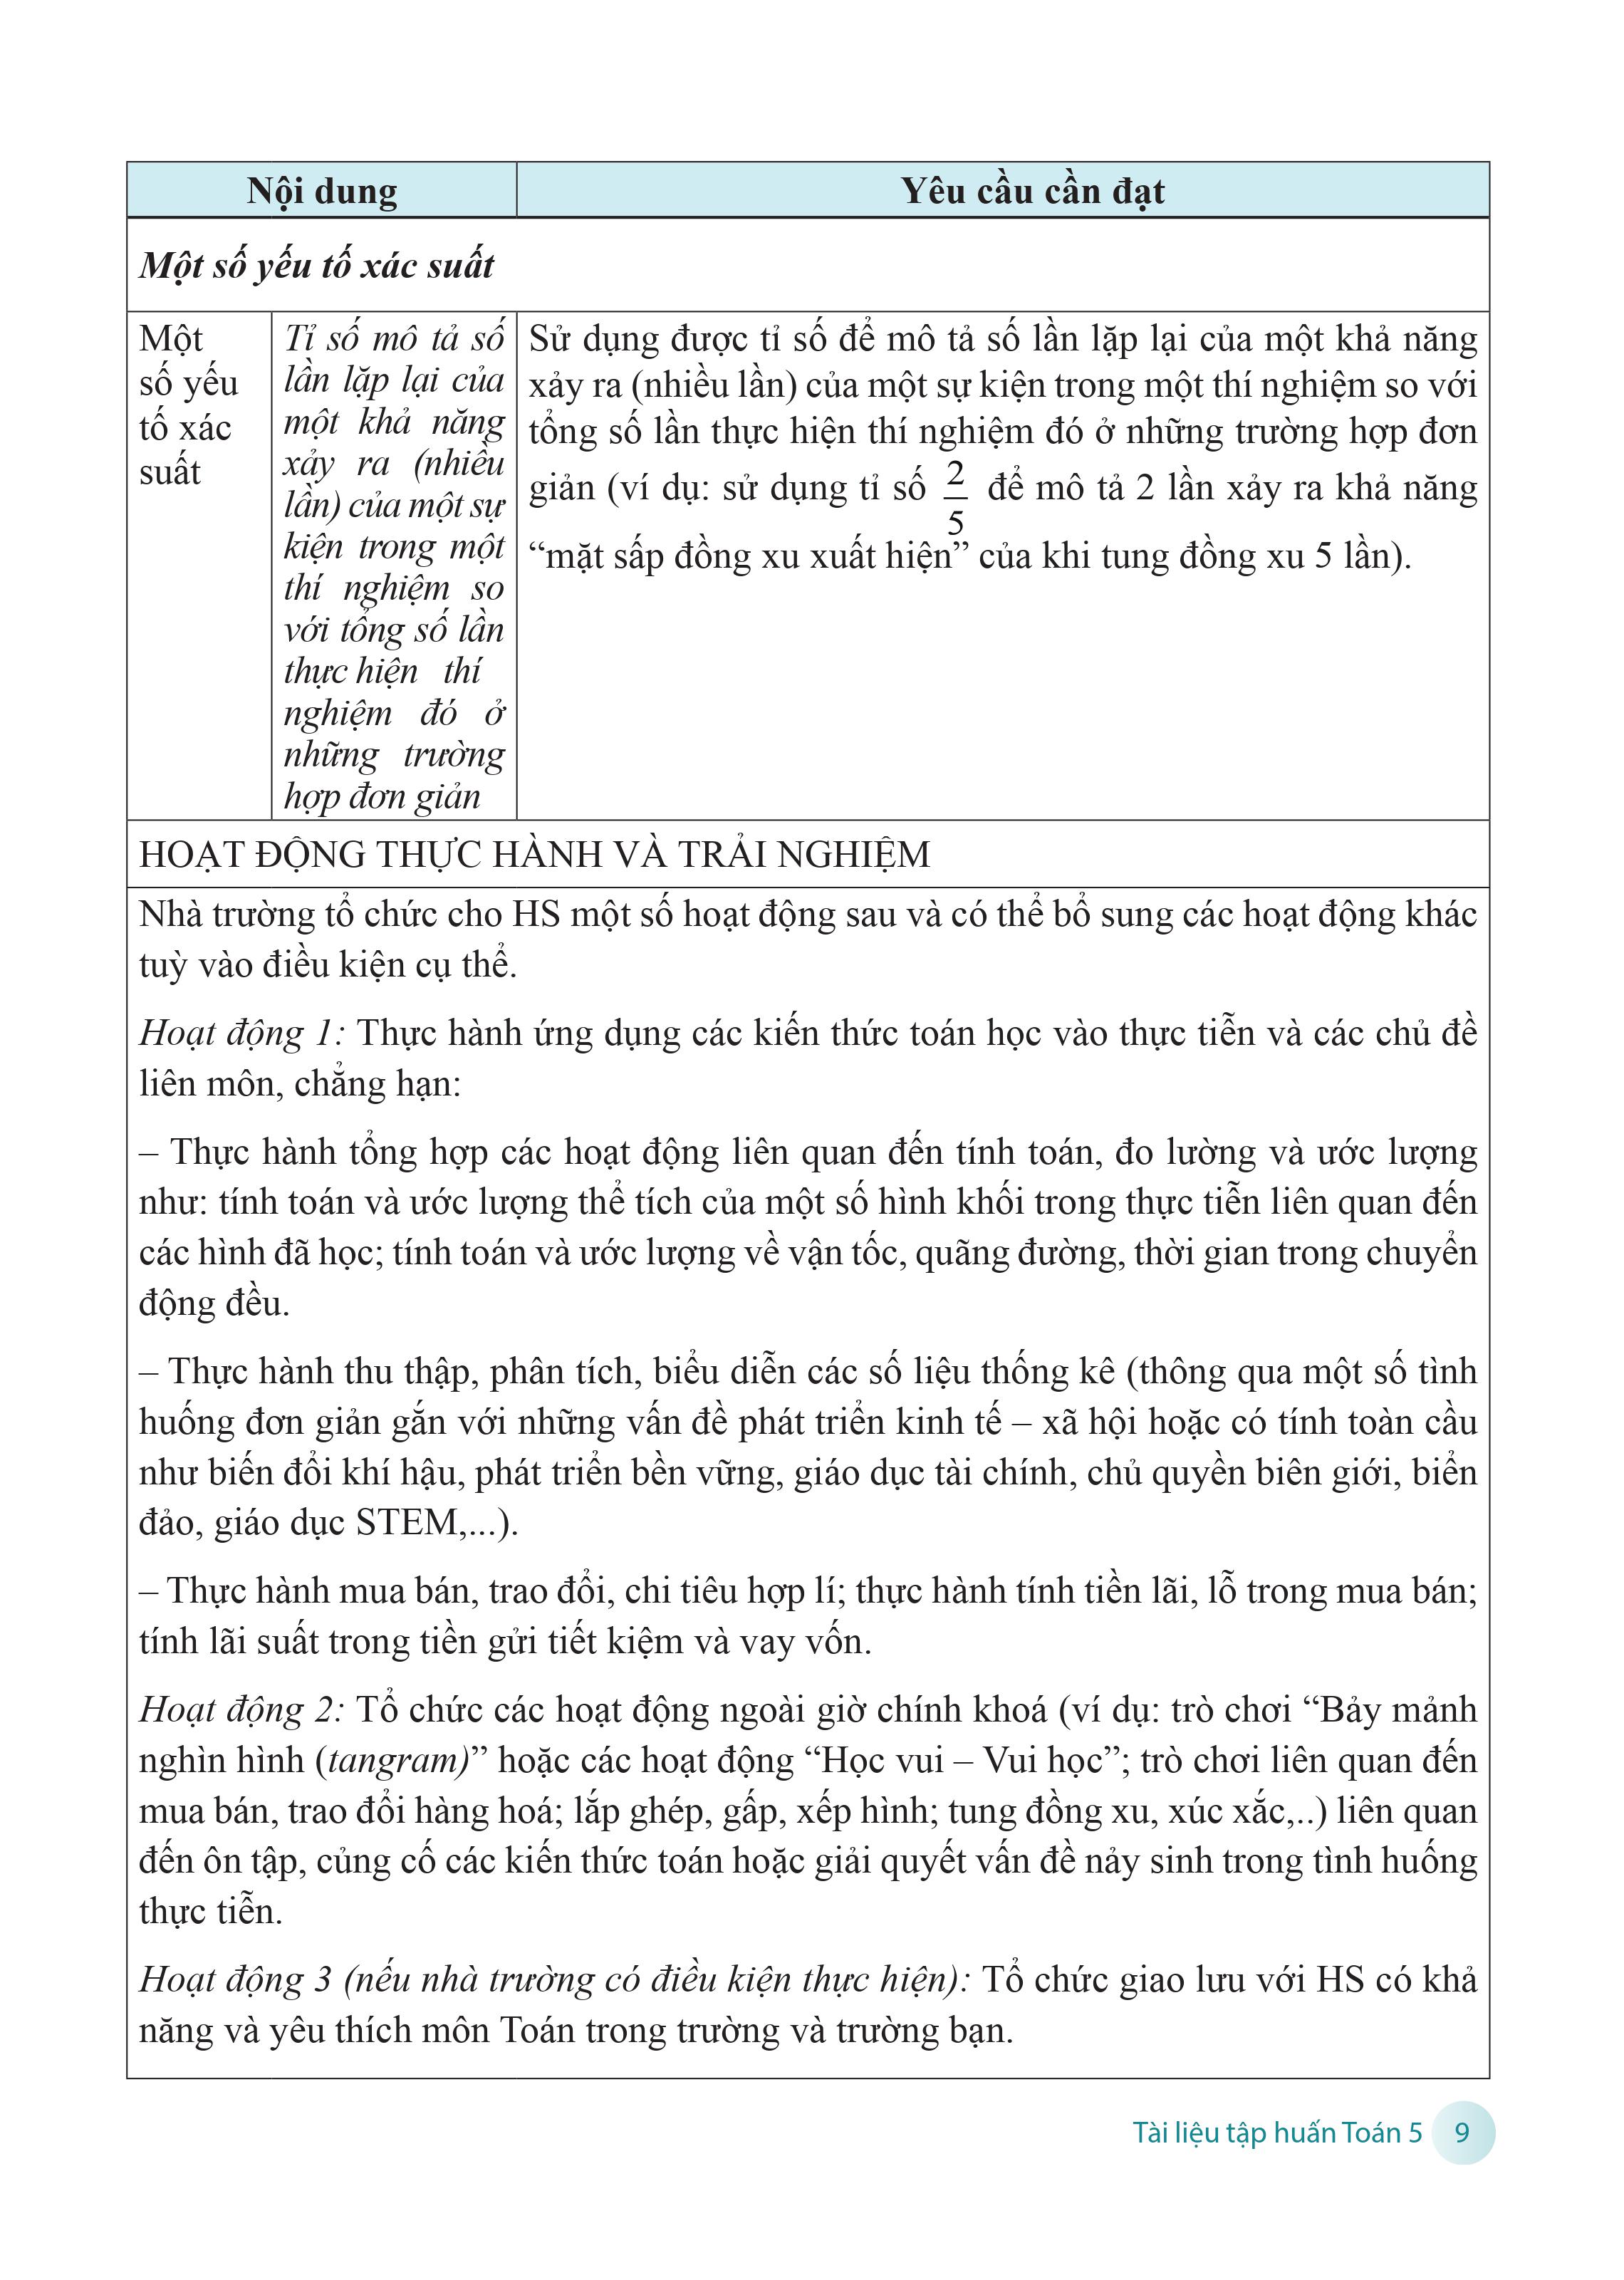 Nội dung
Yêu cầu cần đạt
Một số yếu tố xác suất
Một
số yếu
tố xác
suất
Tỉ số mô tả số
lần lặp lại của
một khả năng
xảy ra (nhiều
lần) của một sự
kiện trong một
thí nghiệm so
với tổng số lần
thực hiện thí
nghiệm đó ở
những trường
hợp đơn giản
Sử dụng được tỉ số để mô tả số lần lặp lại của một khả năng
xảy ra (nhiều lần) của một sự kiện trong một thí nghiệm so với
tổng số lần thực hiện thí nghiệm đó ở những trường hợp đơn
giản (ví dụ: sử dụng tỉ số 2/5 để mô tả 2 lần xảy ra khả năng
“mặt sấp đồng xu xuất hiện” của khi tung đồng xu 5 lần).
HOẠT ĐỘNG THỰC HÀNH VÀ TRẢI NGHIỆM
Nhà trường tổ chức cho HS một số hoạt động sau và có thể bổ sung các hoạt động khác
tuỳ vào điều kiện cụ thể.
Hoạt động 1: Thực hành ứng dụng các kiến thức toán học vào thực tiễn và các chủ đề
liên môn, chẳng hạn:
– Thực hành tổng hợp các hoạt động liên quan đến tính toán, đo lường và ước lượng
như: tính toán và ước lượng thể tích của một số hình khối trong thực tiễn liên quan đến
các hình đã học; tính toán và ước lượng về vận tốc, quãng đường, thời gian trong chuyển
động đều.
– Thực hành thu thập, phân tích, biểu diễn các số liệu thống kê (thông qua một số tình
huống đơn giản gắn với những vấn đề phát triển kinh tế – xã hội hoặc có tính toàn cầu
như biến đổi khí hậu, phát triển bền vững, giáo dục tài chính, chủ quyền biên giới, biển
đảo, giáo dục STEM,...).
– Thực hành mua bán, trao đổi, chi tiêu hợp lí; thực hành tính tiền lãi, lỗ trong mua bán;
tính lãi suất trong tiền gửi tiết kiệm và vay vốn.
Hoạt động 2: Tổ chức các hoạt động ngoài giờ chính khoá (ví dụ: trò chơi “Bảy mảnh
nghìn hình (tangram)” hoặc các hoạt động “Học vui – Vui học”; trò chơi liên quan đến
mua bán, trao đổi hàng hoá; lắp ghép, gấp, xếp hình; tung đồng xu, xúc xắc,..) liên quan
đến ôn tập, củng cố các kiến thức toán hoặc giải quyết vấn đề nảy sinh trong tình huống
thực tiễn.
Hoạt động 3 (nếu nhà trường có điều kiện thực hiện): Tổ chức giao lưu với HS có khả
năng và yêu thích môn Toán trong trường và trường bạn.
Tài liệu tập huấn Toán 5 9